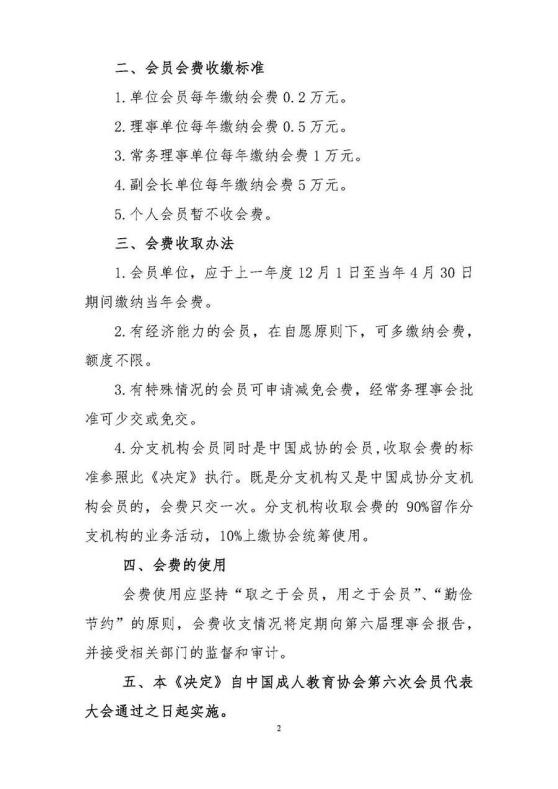 二、会员会费收缴标准
1.单位会员每年缴纳会费 0.2 万元。
2.理事单位每年缴纳会费 0.5 万元。
3.常务理事单位每年缴纳会费 1 万元。
4.副会长单位每年缴纳会费 5 万元。
5.个人会员暂不收会费。
三、会费收取办法
1.会员单位，应于上一年度 12 月 1 日至当年 4 月 30 日
期间缴纳当年会费。
2.有经济能力的会员，在自愿原则下，可多缴纳会费，
额度不限。
3.有特殊情况的会员可申请减免会费，经常务理事会批
准可少交或免交。
4.分支机构会员同时是中国成协的会员,收取会费的标
准参照此《决定》执行。既是分支机构又是中国成协分支机
构会员的，会费只交一次。分支机构收取会费的 90%留作分
支机构的业务活动，10%上缴协会统筹使用。
四、会费的使用
会费使用应坚持“取之于会员，用之于会员”、“勤俭
节约”的原则，会费收支情况将定期向第六届理事会报告，
并接受相关部门的监督和审计。
五、本《决定》自中国成人教育协会第六次会员代表
大会通过之日起实施。
2